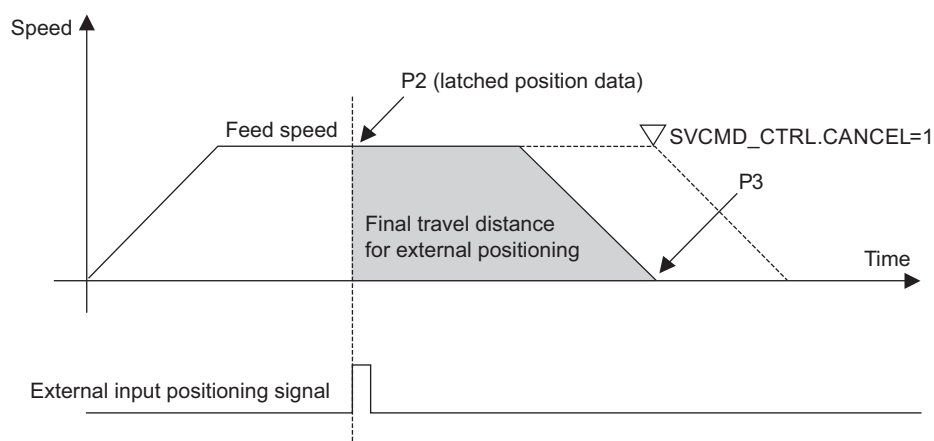 Speed
P2 (latched position data)
Feed speed
SVCMD_CTRL.CANCEL=1
P3
Final travel distance
for external positioning
Time
External input positioning signal